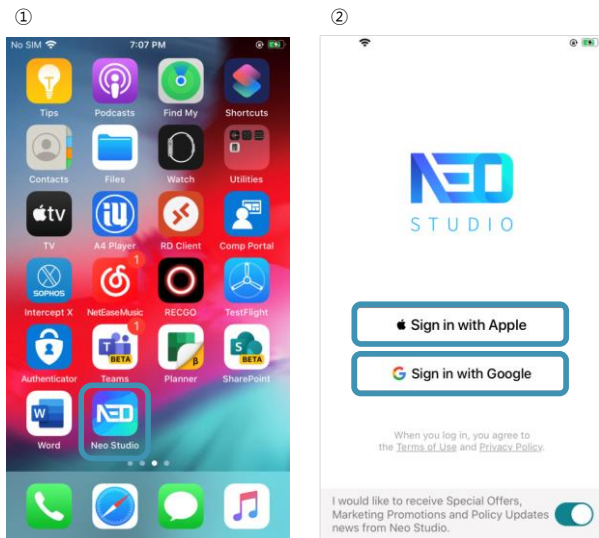 ①
②
No SIM
7:07 PM
Tips Podcasts Find My Shortcuts
Contacts Files Watch Utilities
tv
iU
TV A4 Player RD Client Comp Portal
SOPHOS
1
Intercept X NetEaseMusic RECGO TestFlight
1
T BETA
β
S BETA
Authenticator Teams Planner SharePoint
W
NEO
Word Neo Studio
NEO
STUDIO
Sign in with Apple
G Sign in with Google
When you log in, you agree to
the Terms of Use and Privacy Policy.
I would like to receive Special Offers,
Marketing Promotions and Policy Updates
news from Neo Studio.